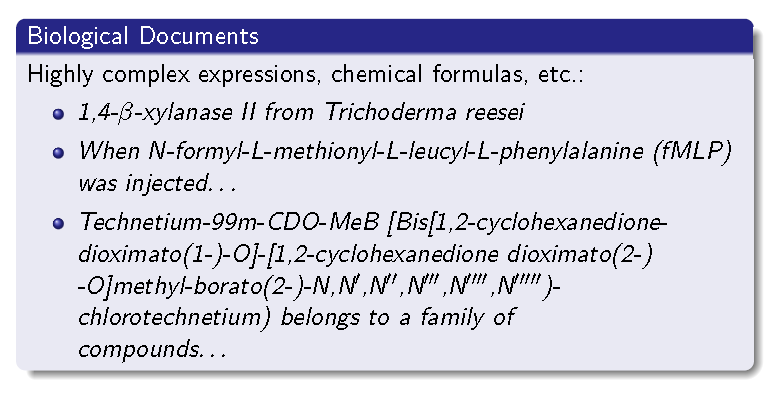 Biological Documents
Highly complex expressions, chemical formulas, etc.:
1,4-β-xylanase II from Trichoderma reesei
When N-formyl-L-methionyl-L-leucyl-L-phenylalanine (fMLP)
was injected...
Technetium-99m-CDO-MeB [Bis[1,2-cyclohexanedione-
dioximato(1-)-O]-[1,2-cyclohexanedione dioximato(2-)
-O]methyl-borato(2-)-N,N′,N′′,N′′′,N′′′′,N′′′′′)-
chlorotechnetium) belongs to a family of
compounds...